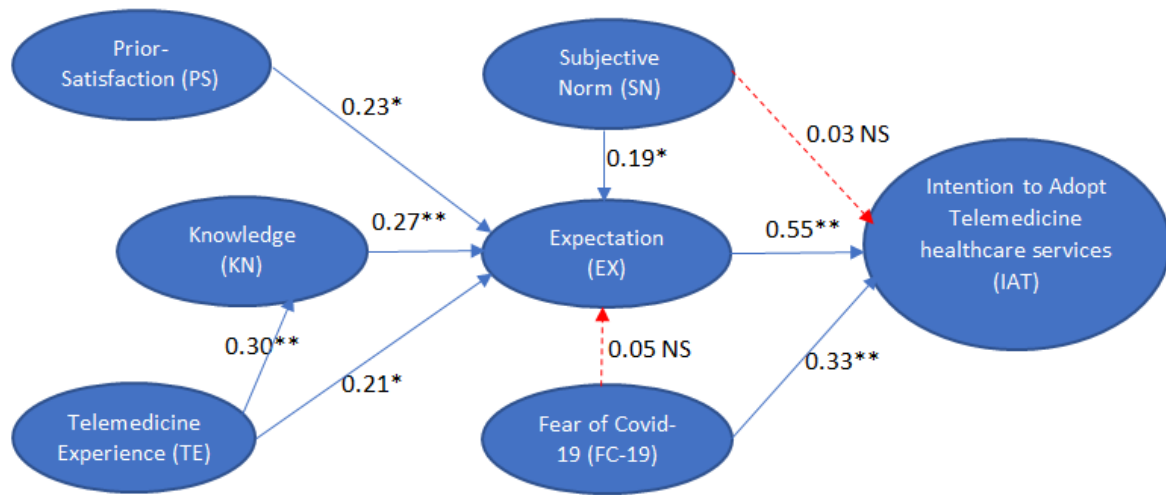 Prior-
Satisfaction (PS)
Subjective
Norm (SN)
0.23*
0.03 NS
0.19*
Intention to Adopt
Telemedicine
healthcare services
(IAT)
Knowledge
(KN)
0.27**
Expectation
(EX)
0.55**
0.30**
0.21*
0.05 NS
0.33**
Telemedicine
Experience (TE)
Fear of Covid-
19 (FC-19)